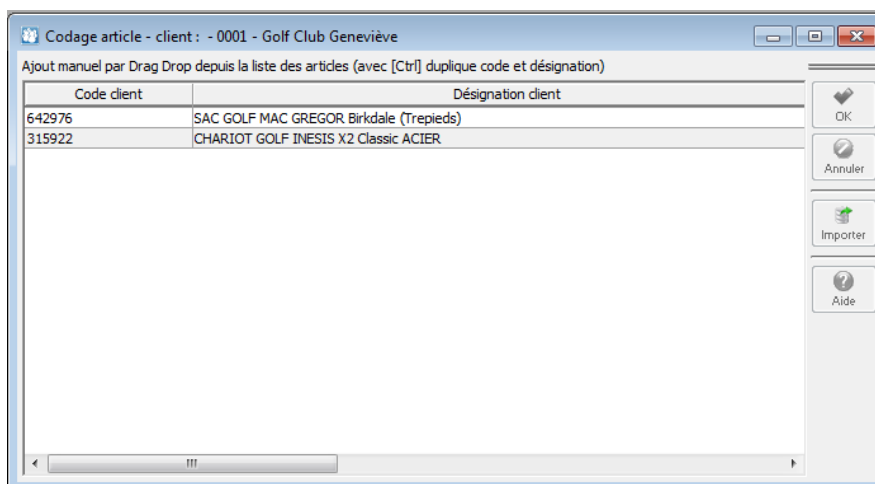 Codage article - client : - 0001 - Golf Club Geneviève
Ajout manuel par Drag Drop depuis la liste des articles (avec [Ctrl] duplique code et désignation)
Code client Désignation client
642976 SAC GOLF MAC GREGOR Birkdale (Trepieds)
315922 CHARIOT GOLF INESIS X2 Classic ACIER
OK
Annuler
Importer
Aide